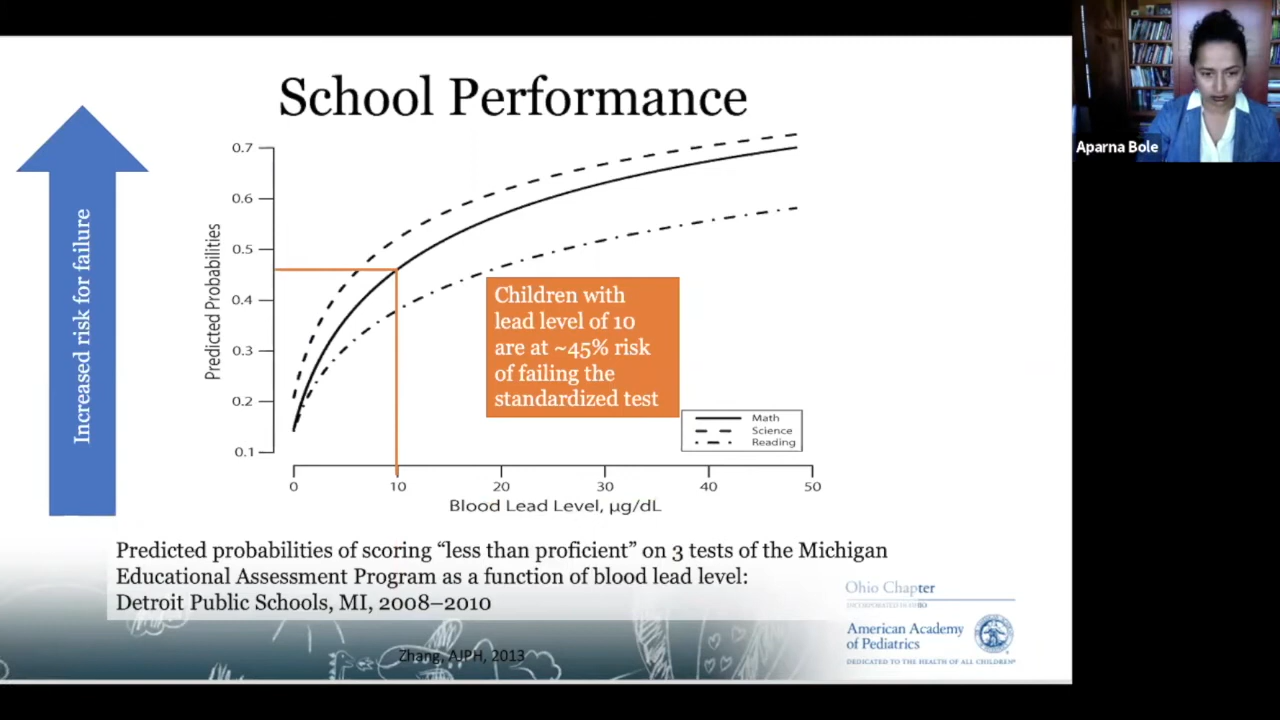 School Performance
Aparna Bole
Increased risk for failure
Predicted Probabilities
0.7
0.6
0.5
0.4
0.3
0.2
0.1
Children with
lead level of 10
are at ~45% risk
of failing the
standardized test
Math
Science
Reading
0 10 20 30 40 50
Blood Lead Level, µg/dL
Predicted probabilities of scoring “less than proficient” on 3 tests of the Michigan
Educational Assessment Program as a function of blood lead level:
Detroit Public Schools, MI, 2008–2010
Zhang, AJPH, 2013
Ohio Chapter
INCORPORATED IN OHIO
American Academy
of Pediatrics
DEDICATED TO THE HEALTH OF ALL CHILDREN®